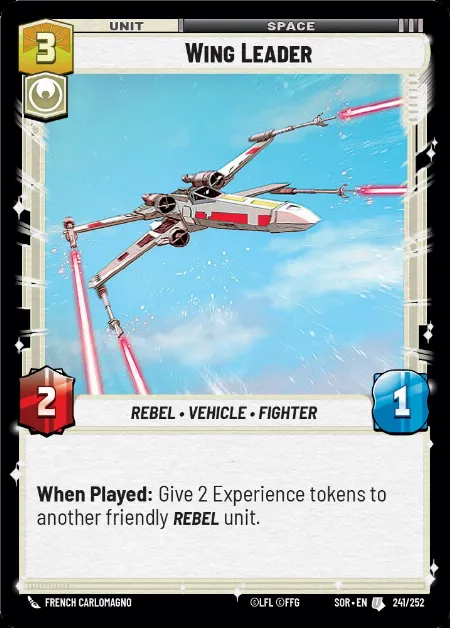 UNIT SPACE
3 WING LEADER
2 REBEL • VEHICLE • FIGHTER 1
When Played: Give 2 Experience tokens to
another friendly REBEL unit.
FRENCH CARLOMAGNO ©LFL ©FFG SOR • EN U 241/252